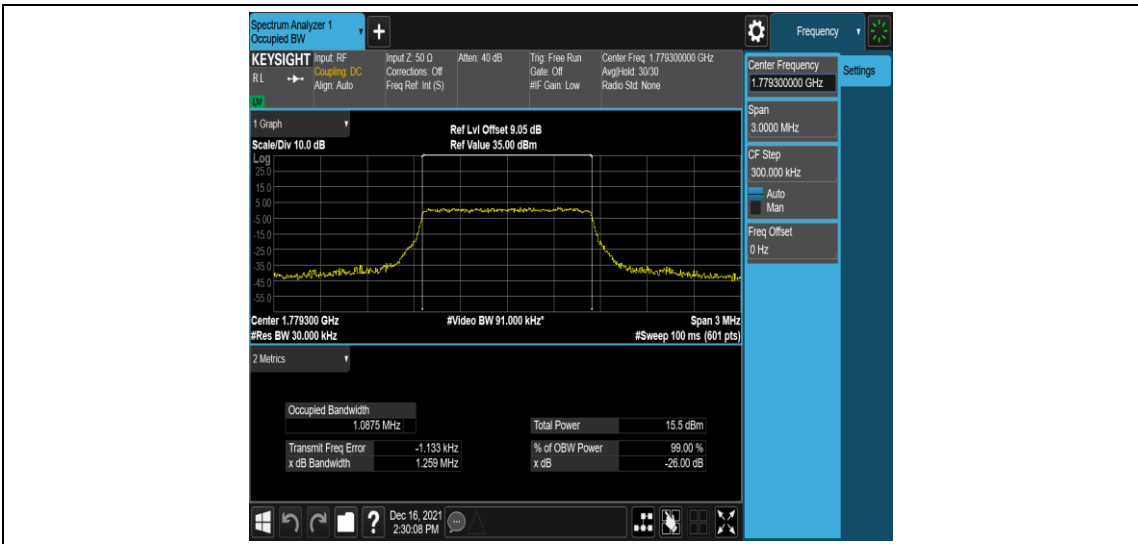 Spectrum Analyzer 1
Occupied BW
Frequency
KEYSIGHT
RL
LXI
Input: RF
Coupling: DC
Align: Auto
Input Z: 50 Ω
Corrections: Off
Freq Ref: Int (S)
Atten: 40 dB
Trig: Free Run
Gate: Off
#IF Gain: Low
Center Freq: 1.779300000 GHz
Avg|Hold: 30/30
Radio Std: None
Center Frequency
1.779300000 GHz
Settings
Span
3.0000 MHz
CF Step
300.000 kHz
Auto
Man
Freq Offset
0 Hz
1 Graph
Scale/Div 10.0 dB
Ref Lvl Offset 9.05 dB
Ref Value 35.00 dBm
Log
25.0
15.0
5.00
-5.00
-15.0
-25.0
-35.0
-45.0
-55.0
Center 1.779300 GHz
#Video BW 91.000 kHz*
Span 3 MHz
#Res BW 30.000 kHz
#Sweep 100 ms (601 pts)
2 Metrics
Occupied Bandwidth
1.0875 MHz
Total Power 15.5 dBm
Transmit Freq Error -1.133 kHz
% of OBW Power 99.00 %
x dB Bandwidth 1.259 MHz
x dB -26.00 dB
?
Dec 16, 2021
2:30:08 PM